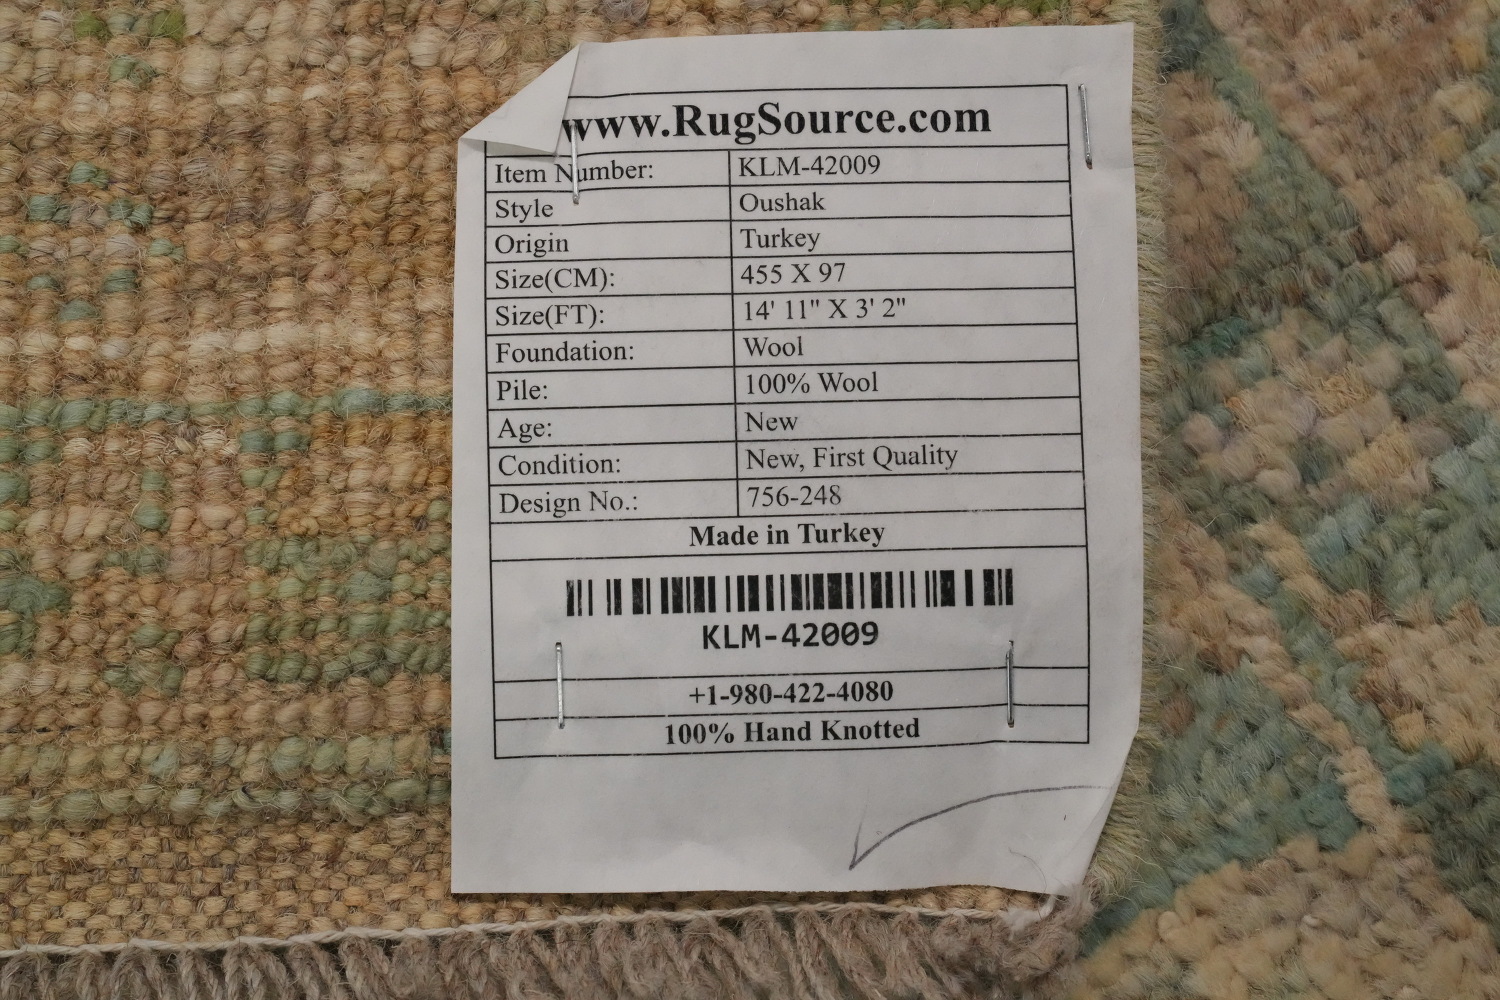 www.RugSource.com
Item Number: KLM-42009
Style Oushak
Origin Turkey
Size(CM): 455 X 97
Size(FT): 14' 11" X 3' 2"
Foundation: Wool
Pile: 100% Wool
Age: New
Condition: New, First Quality
Design No.: 756-248
Made in Turkey
KLM-42009
+1-980-422-4080
100% Hand Knotted